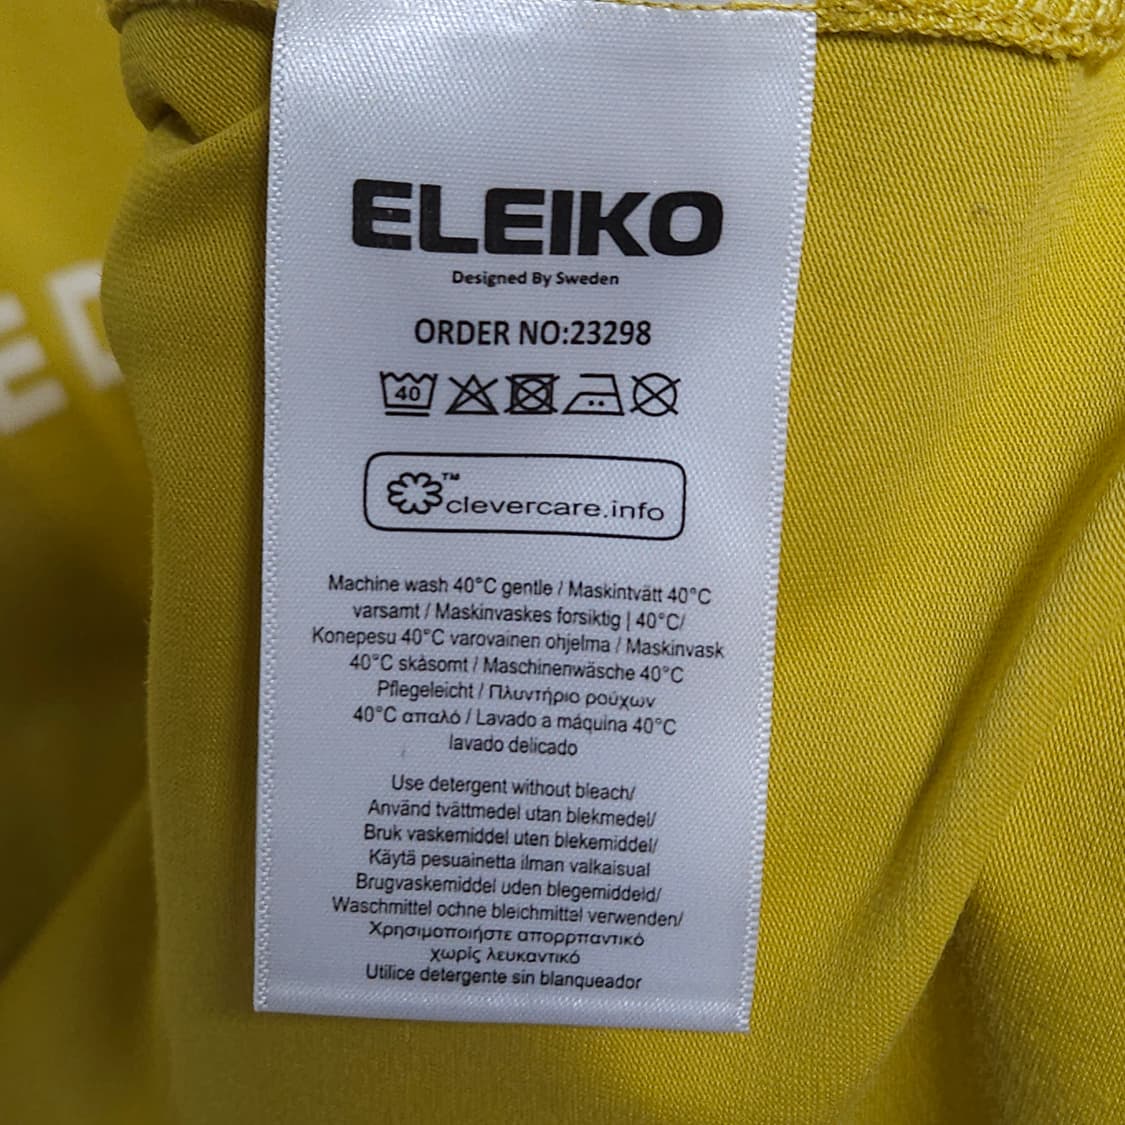 ELEIKO
Designed By Sweden
ORDER NO:23298
40
™
clevercare.info
Machine wash 40°C gentle / Maskintvätt 40°C
varsamt / Maskinvaskes forsiktig | 40°C/
Konepesu 40°C varovainen ohjelma / Maskinvask
40°C skåsomt / Maschinenwäsche 40°C
Pflegeleicht / Πλυντήριο ρούχων
40°C απαλό / Lavado a máquina 40°C
lavado delicado
Use detergent without bleach/
Använd tvättmedel utan blekmedel/
Bruk vaskemiddel uten blekemiddel/
Käytä pesuainetta ilman valkaisual
Brugvaskemiddel uden blegemiddeld/
Waschmittel ochne bleichmittel verwenden/
Χρησιμοποιήστε απορρπαντικό
χωρίς λευκαντικό
Utilice detergente sin blanqueador